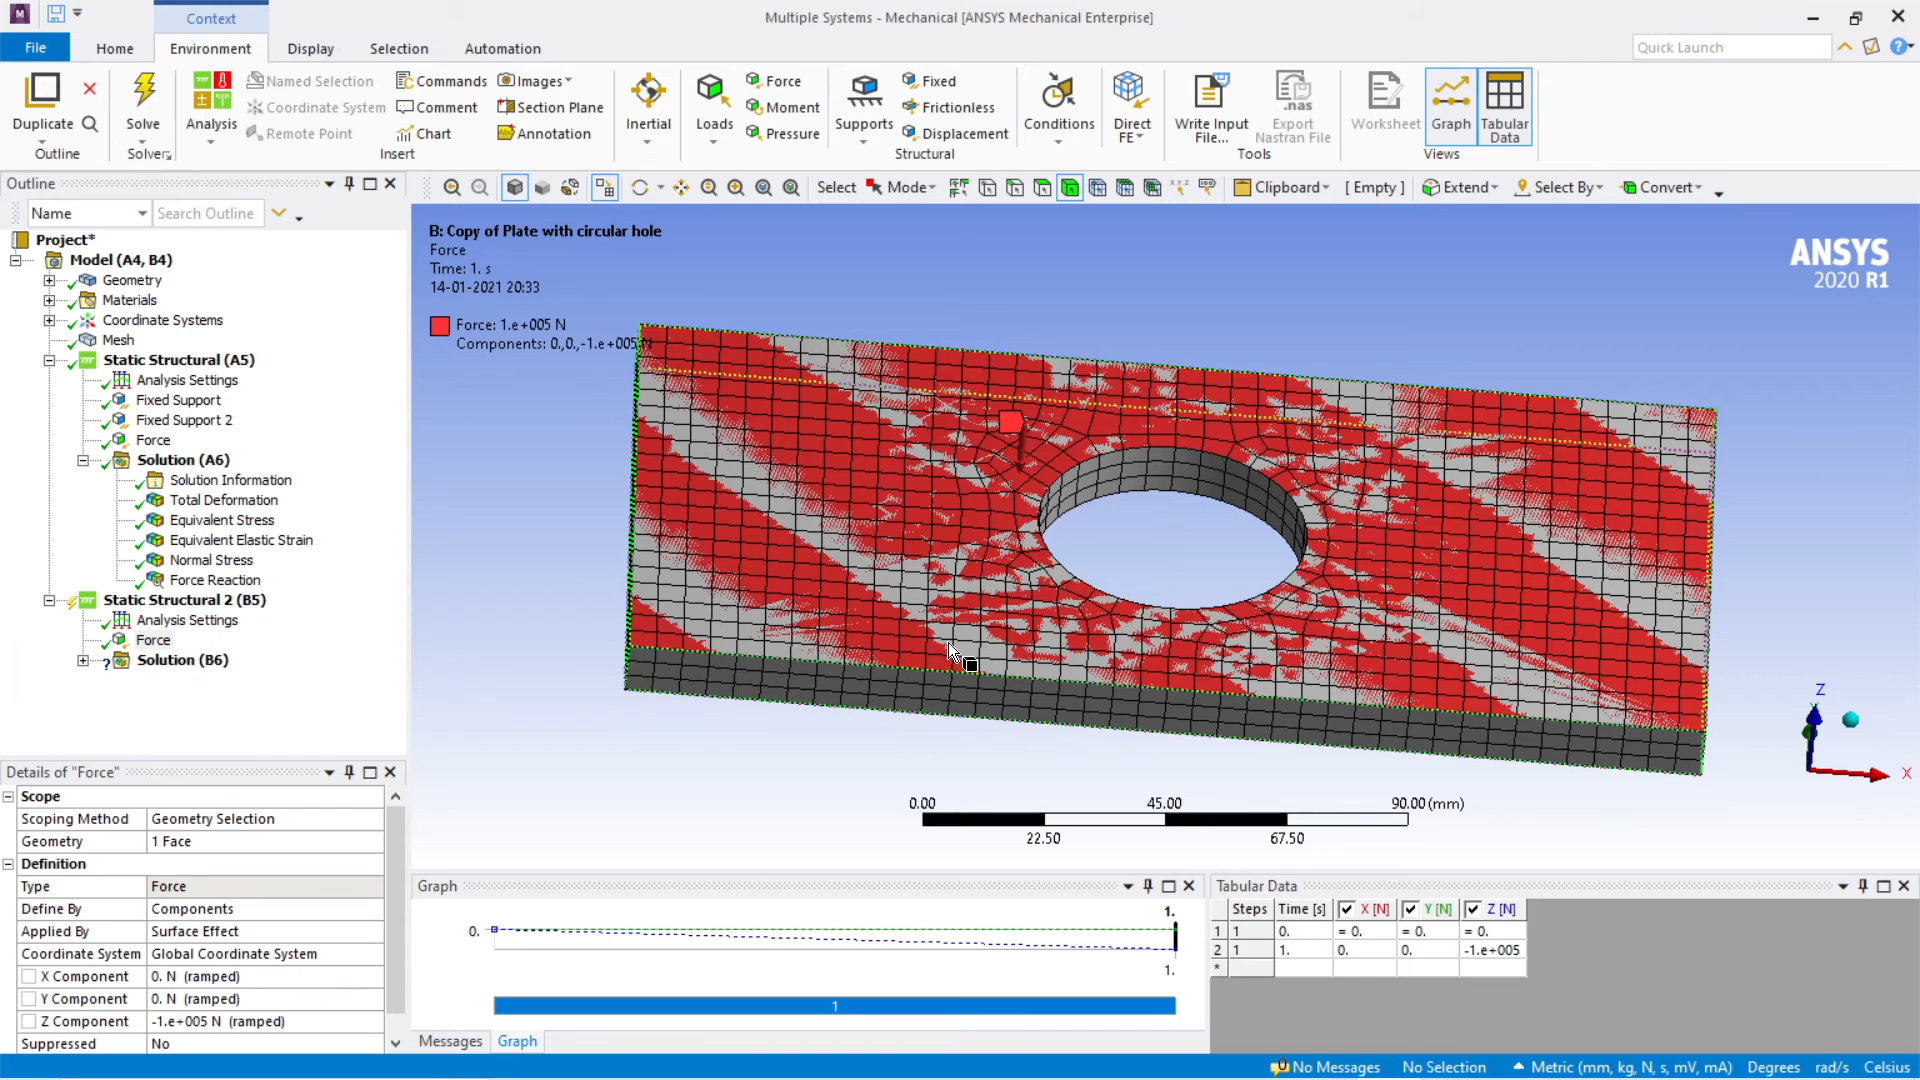 Context
Multiple Systems - Mechanical [ANSYS Mechanical Enterprise]
File
Home
Environment
Display
Selection
Automation
Quick Launch
Duplicate
Outline
Solve
Solver
Analysis
Named Selection
Coordinate System
Remote Point
Commands
Comment
Chart
Images
Section Plane
Annotation
Insert
Inertial
Loads
Force
Moment
Pressure
Supports
Fixed
Frictionless
Displacement
Structural
Conditions
Direct
FE
Write Input
File...
.nas
Export
Nastran File
Tools
Worksheet
Graph
Tabular
Data
Views
Outline
Name
Search Outline
Select
Mode
Clipboard
[ Empty ]
Extend
Select By
Convert
Project*
Model (A4, B4)
Geometry
Materials
Coordinate Systems
Mesh
Static Structural (A5)
Analysis Settings
Fixed Support
Fixed Support 2
Force
Solution (A6)
Solution Information
Total Deformation
Equivalent Stress
Equivalent Elastic Strain
Normal Stress
Force Reaction
Static Structural 2 (B5)
Analysis Settings
Force
Solution (B6)
B: Copy of Plate with circular hole
Force
Time: 1. s
14-01-2021 20:33
Force: 1.e+005 N
Components: 0.,0.,-1.e+005 N
ANSYS
2020 R1
Z
X
0.00
45.00
90.00 (mm)
22.50
67.50
Details of "Force"
Scope
Scoping Method
Geometry Selection
Geometry
1 Face
Definition
Type
Force
Define By
Components
Applied By
Surface Effect
Coordinate System
Global Coordinate System
X Component
0. N (ramped)
Y Component
0. N (ramped)
Z Component
-1.e+005 N (ramped)
Suppressed
No
Graph
1.
0.
1.
1
Messages
Graph
Tabular Data
Steps
Time [s]
X [N]
Y [N]
Z [N]
1
1
0.
= 0.
= 0.
= 0.
2
1
1.
0.
0.
-1.e+005
*
No Messages
No Selection
Metric (mm, kg, N, s, mV, mA)
Degrees
rad/s
Celsius